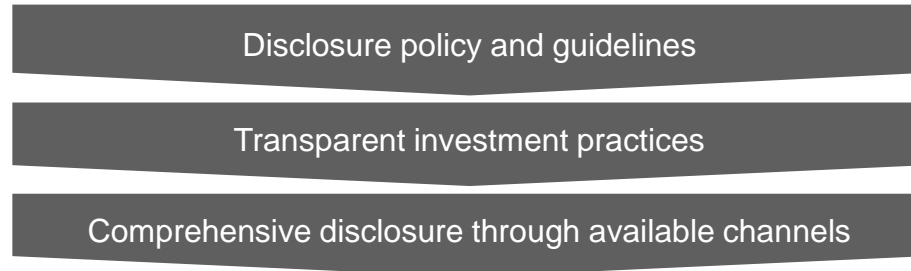 Disclosure policy and guidelines
Transparent investment practices
Comprehensive disclosure through available channels